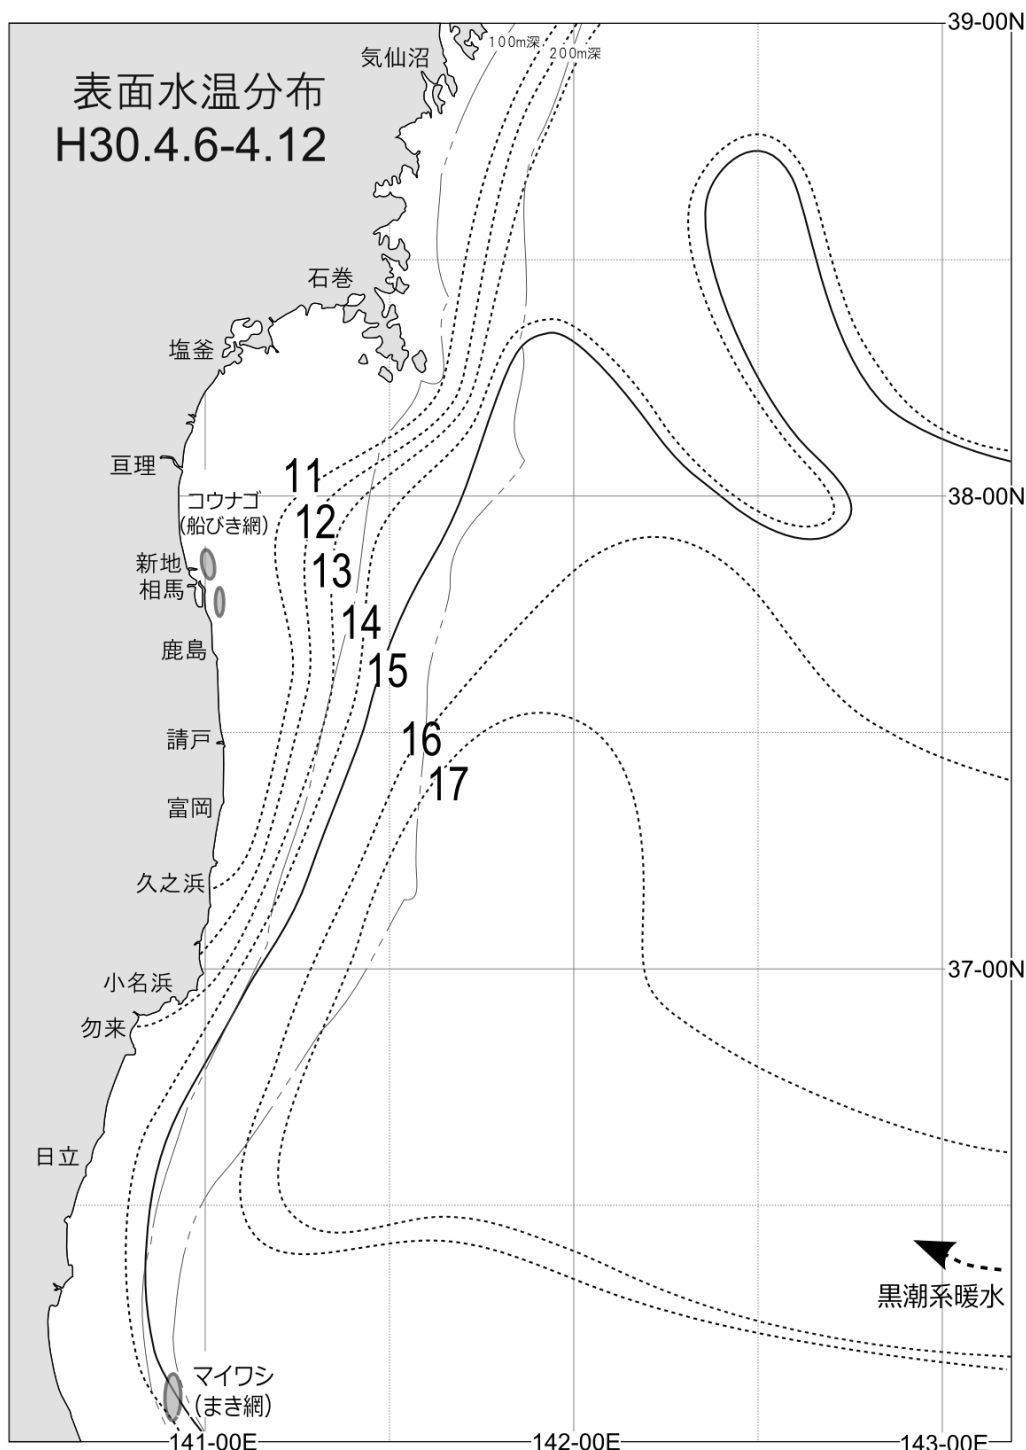 39-00N
100m深
200m深
気仙沼
表面水温分布
H30.4.6-4.12
石巻
塩釜
亘理
11
38-00N
コウナゴ
(船びき網)
12
新地
13
相馬
14
鹿島
15
請戸
16
17
富岡
久之浜
37-00N
小名浜
勿来
日立
黒潮系暖水
マイワシ
(まき網)
141-00E
142-00E
143-00E